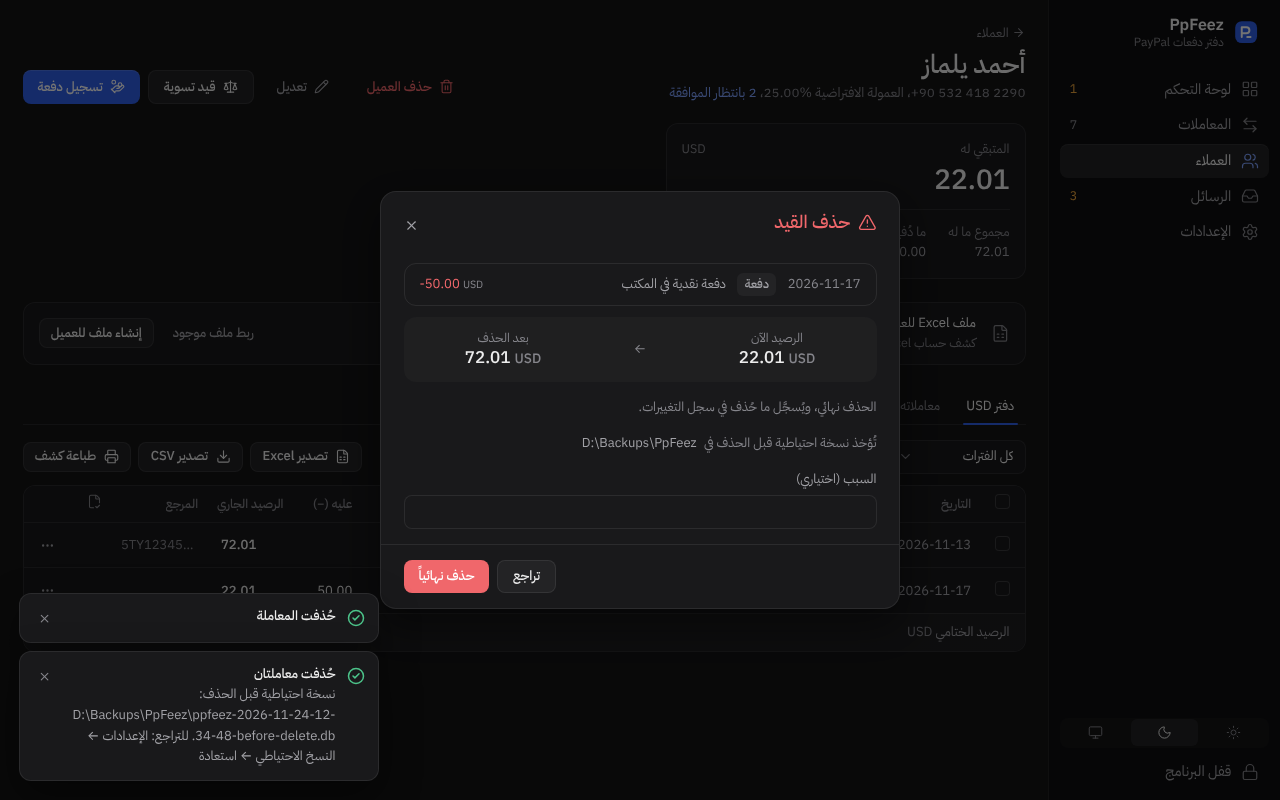 PpFeez
دفتر دفعات PayPal
لوحة التحكم 1
المعاملات 7
العملاء
الرسائل 3
الإعدادات
قفل البرنامج
العملاء
أحمد يلماز
+90 532 418 2290، العمولة الافتراضية 25.00%، 2 بانتظار الموافقة
حذف العميل
تعديل
قيد تسوية
تسجيل دفعة
المتبقي له USD
22.01
مجموع ما له
72.01
ملف Excel
ربط ملف موجود
إنشاء ملف للعميل
دفتر USD
معاملاته
كل الفترات
تصدير Excel
تصدير CSV
طباعة كشف
التاريخ
عليه (−)
الرصيد الجاري
المرجع
2026-11-13 72.01 5TY12345...
2026-11-17 50.00 22.01
الرصيد الختامي USD
حذف القيد
2026-11-17 دفعة دفعة نقدية في المكتب -50.00 USD
الرصيد الآن
22.01 USD
←
بعد الحذف
72.01 USD
الحذف نهائي، ويُسجَّل ما حُذف في سجل التغييرات.
تُؤخذ نسخة احتياطية قبل الحذف في D:\Backups\PpFeez
السبب (اختياري)
تراجع
حذف نهائياً
حُذفت المعاملة
حُذفت معاملتان
نسخة احتياطية قبل الحذف:
D:\Backups\PpFeez\ppfeez-2026-11-24-12-
34-48-before-delete.db. للتراجع: الإعدادات ←
النسخ الاحتياطي ← استعادة